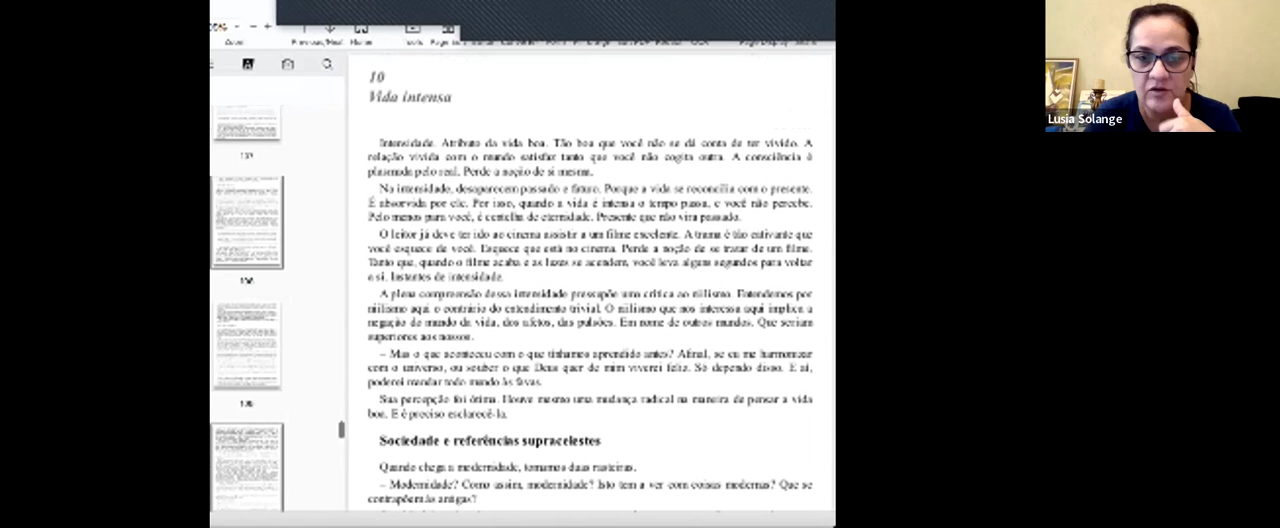 Previous/Next Home
10
Vida intensa
Intensidade. Atributo da vida boa. Tão boa que você não se dá conta de ter vivido. A
relação vivida com o mundo satisfaz tanto que você não cogita outra. A consciência é
plasmada pelo real. Perde a noção de si mesma.
Na intensidade, desaparecem passado e futuro. Porque a vida se reconcilia com o presente.
É absorvida por ele. Por isso, quando a vida é intensa o tempo passa, e você não percebe.
Pelo menos para você, é centelha de eternidade. Presente que não vira passado.
O leitor já deve ter ido ao cinema assistir a um filme excelente. A trama é tão cativante que
você esquece de você. Esquece que está no cinema. Perde a noção de se tratar de um filme.
Tanto que, quando o filme acaba e as luzes se acendem, você leva alguns segundos para voltar
a si. Instantes de intensidade.
A plena compreensão dessa intensidade pressupõe uma crítica ao niilismo. Entendemos por
niilismo aqui o contrário do entendimento trivial. O niilismo que nos interessa aqui implica a
negação do mundo da vida, dos afetos, das pulsões. Em nome de outros mundos. Que seriam
superiores aos nossos.
– Mas o que aconteceu com o que tínhamos aprendido antes? Afinal, se eu me harmonizar
com o universo, ou souber o que Deus quer de mim viverei feliz. Só dependo disso. E aí,
poderei mandar todo mundo às favas.
Sua percepção foi ótima. Houve mesmo uma mudança radical na maneira de pensar a vida
boa. E é preciso esclarecê-la.
Sociedade e referências supracelestes
Quando chega a modernidade, tomamos duas rasteiras.
– Modernidade? Como assim, modernidade? Isto tem a ver com coisas modernas? Que se
contrapõem às antigas?
107
108
109
Lusia Solange